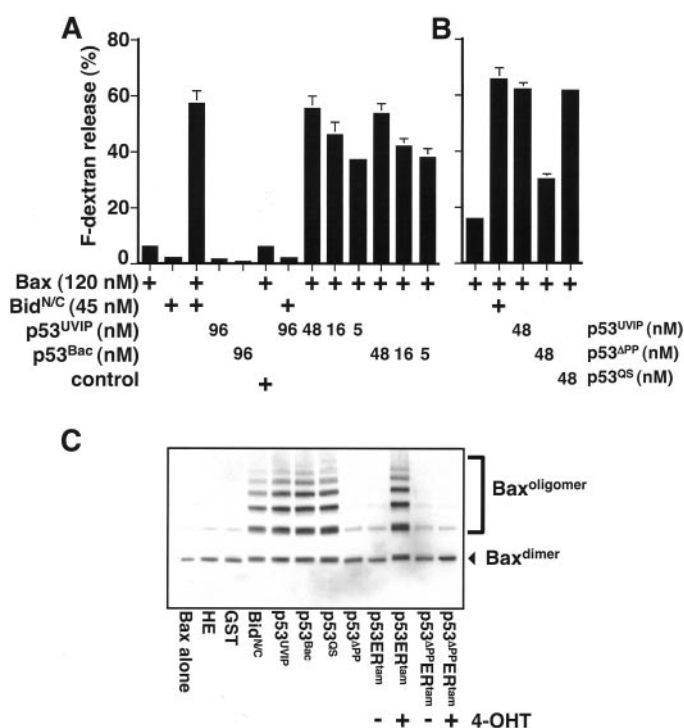 A
B
F-dextran release (%)
80
60
40
20
0
Bax (120 nM) + + + + + + + + + + + + + +
Bid^N/C (45 nM) + + + +
p53^UVIP (nM) 96 96 48 16 5 48 p53^UVIP (nM)
p53^Bac (nM) 96 48 16 5 48 p53^ΔPP (nM)
control + 48 p53^QS (nM)
C
Bax^oligomer
Bax^dimer
Bax alone
HE
GST
Bid^N/C
p53^UVIP
p53^Bac
p53^QS
p53^ΔPP
p53ER^tam
p53ER^tam
p53^ΔPPER^tam
p53^ΔPPER^tam
- + - + 4-OHT